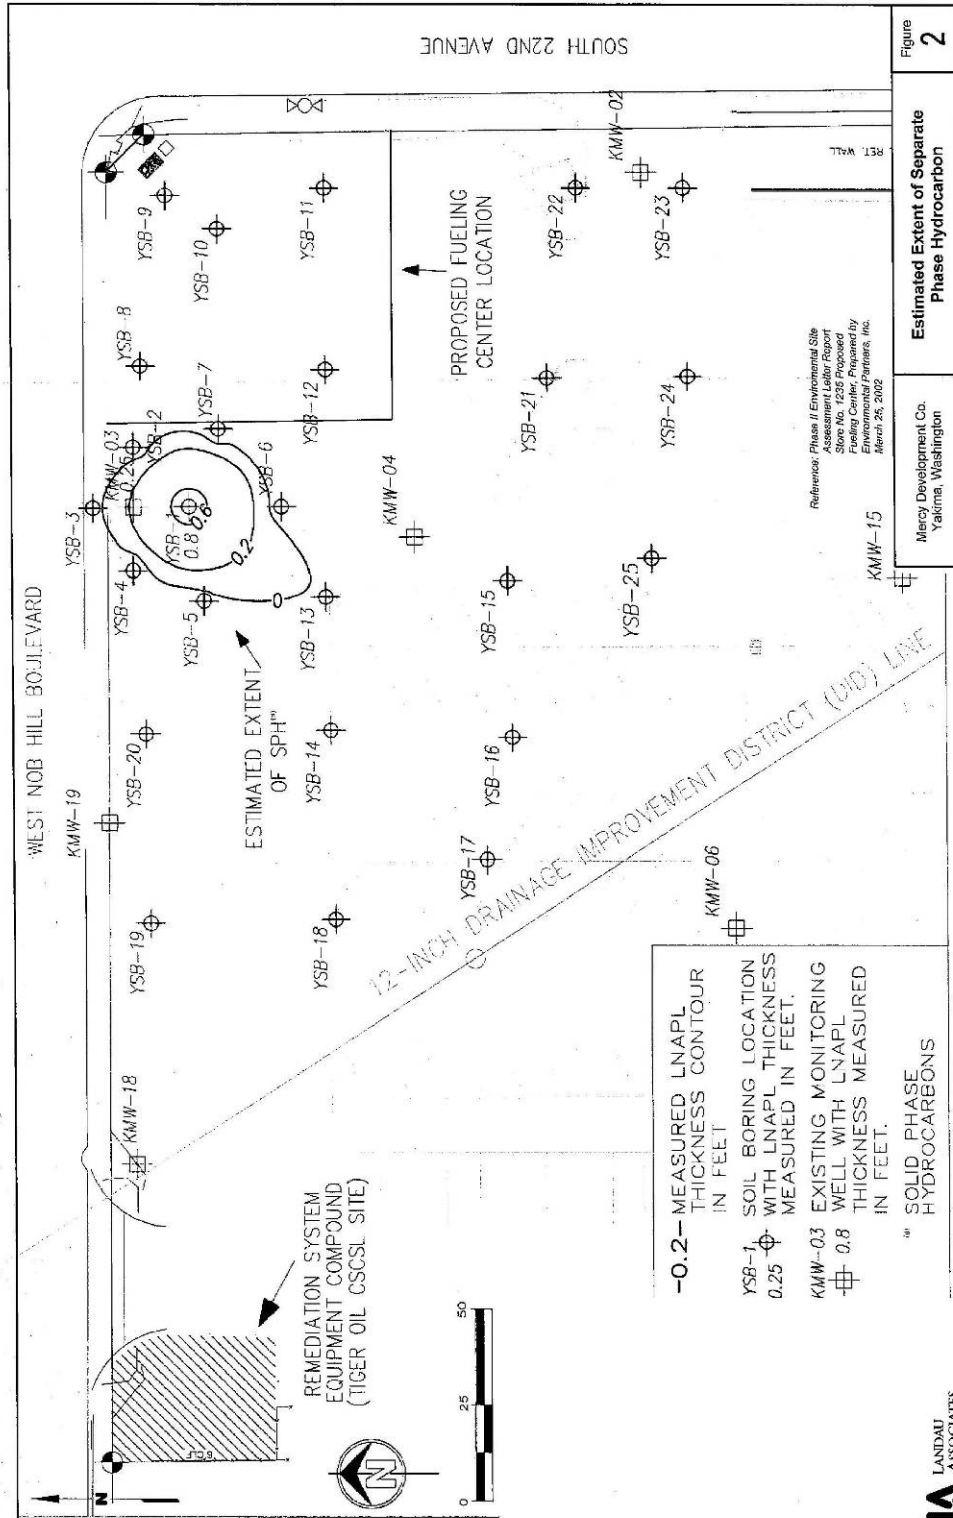 WEST NOB HILL BOULEVARD
SOUTH 22ND AVENUE
KMW-19
KMW-18
YSB-3
YSB-4
YSB-5
KMW-03
0.25
YSB-2
YSB-1
0.8
0.6
0.2
0
YSB-6
YSB-7
YSB-8
YSB-9
YSB-10
YSB-11
YSB-12
YSB-13
YSB-14
YSB-20
YSB-19
YSB-18
YSB-17
YSB-16
YSB-15
YSB-25
YSB-21
YSB-24
YSB-22
YSB-23
KMW-02
KMW-04
KMW-06
KMW-15
RET. WALL
PROPOSED FUELING
CENTER LOCATION
ESTIMATED EXTENT
OF SPH(a)
12-INCH DRAINAGE IMPROVEMENT DISTRICT (DID) LINE
REMEDIATION SYSTEM
EQUIPMENT COMPOUND
(TIGER OIL CSCSL SITE)
N
N
0 25 50
-0.2- MEASURED LNAPL
THICKNESS CONTOUR
IN FEET
YSB-1 SOIL BORING LOCATION
0.25 WITH LNAPL THICKNESS
MEASURED IN FEET.
KMW-03 EXISTING MONITORING
0.8 WELL WITH LNAPL
THICKNESS MEASURED
IN FEET.
(a) SOLID PHASE
HYDROCARBONS
Reference: Phase II Environmental Site
Assessment Letter Report
Store No. 1235 Proposed
Fueling Center, Prepared by
Environmental Partners, Inc.
March 25, 2002
LANDAU
ASSOCIATES
Mercy Development Co.
Yakima, Washington
Estimated Extent of Separate
Phase Hydrocarbon
Figure
2